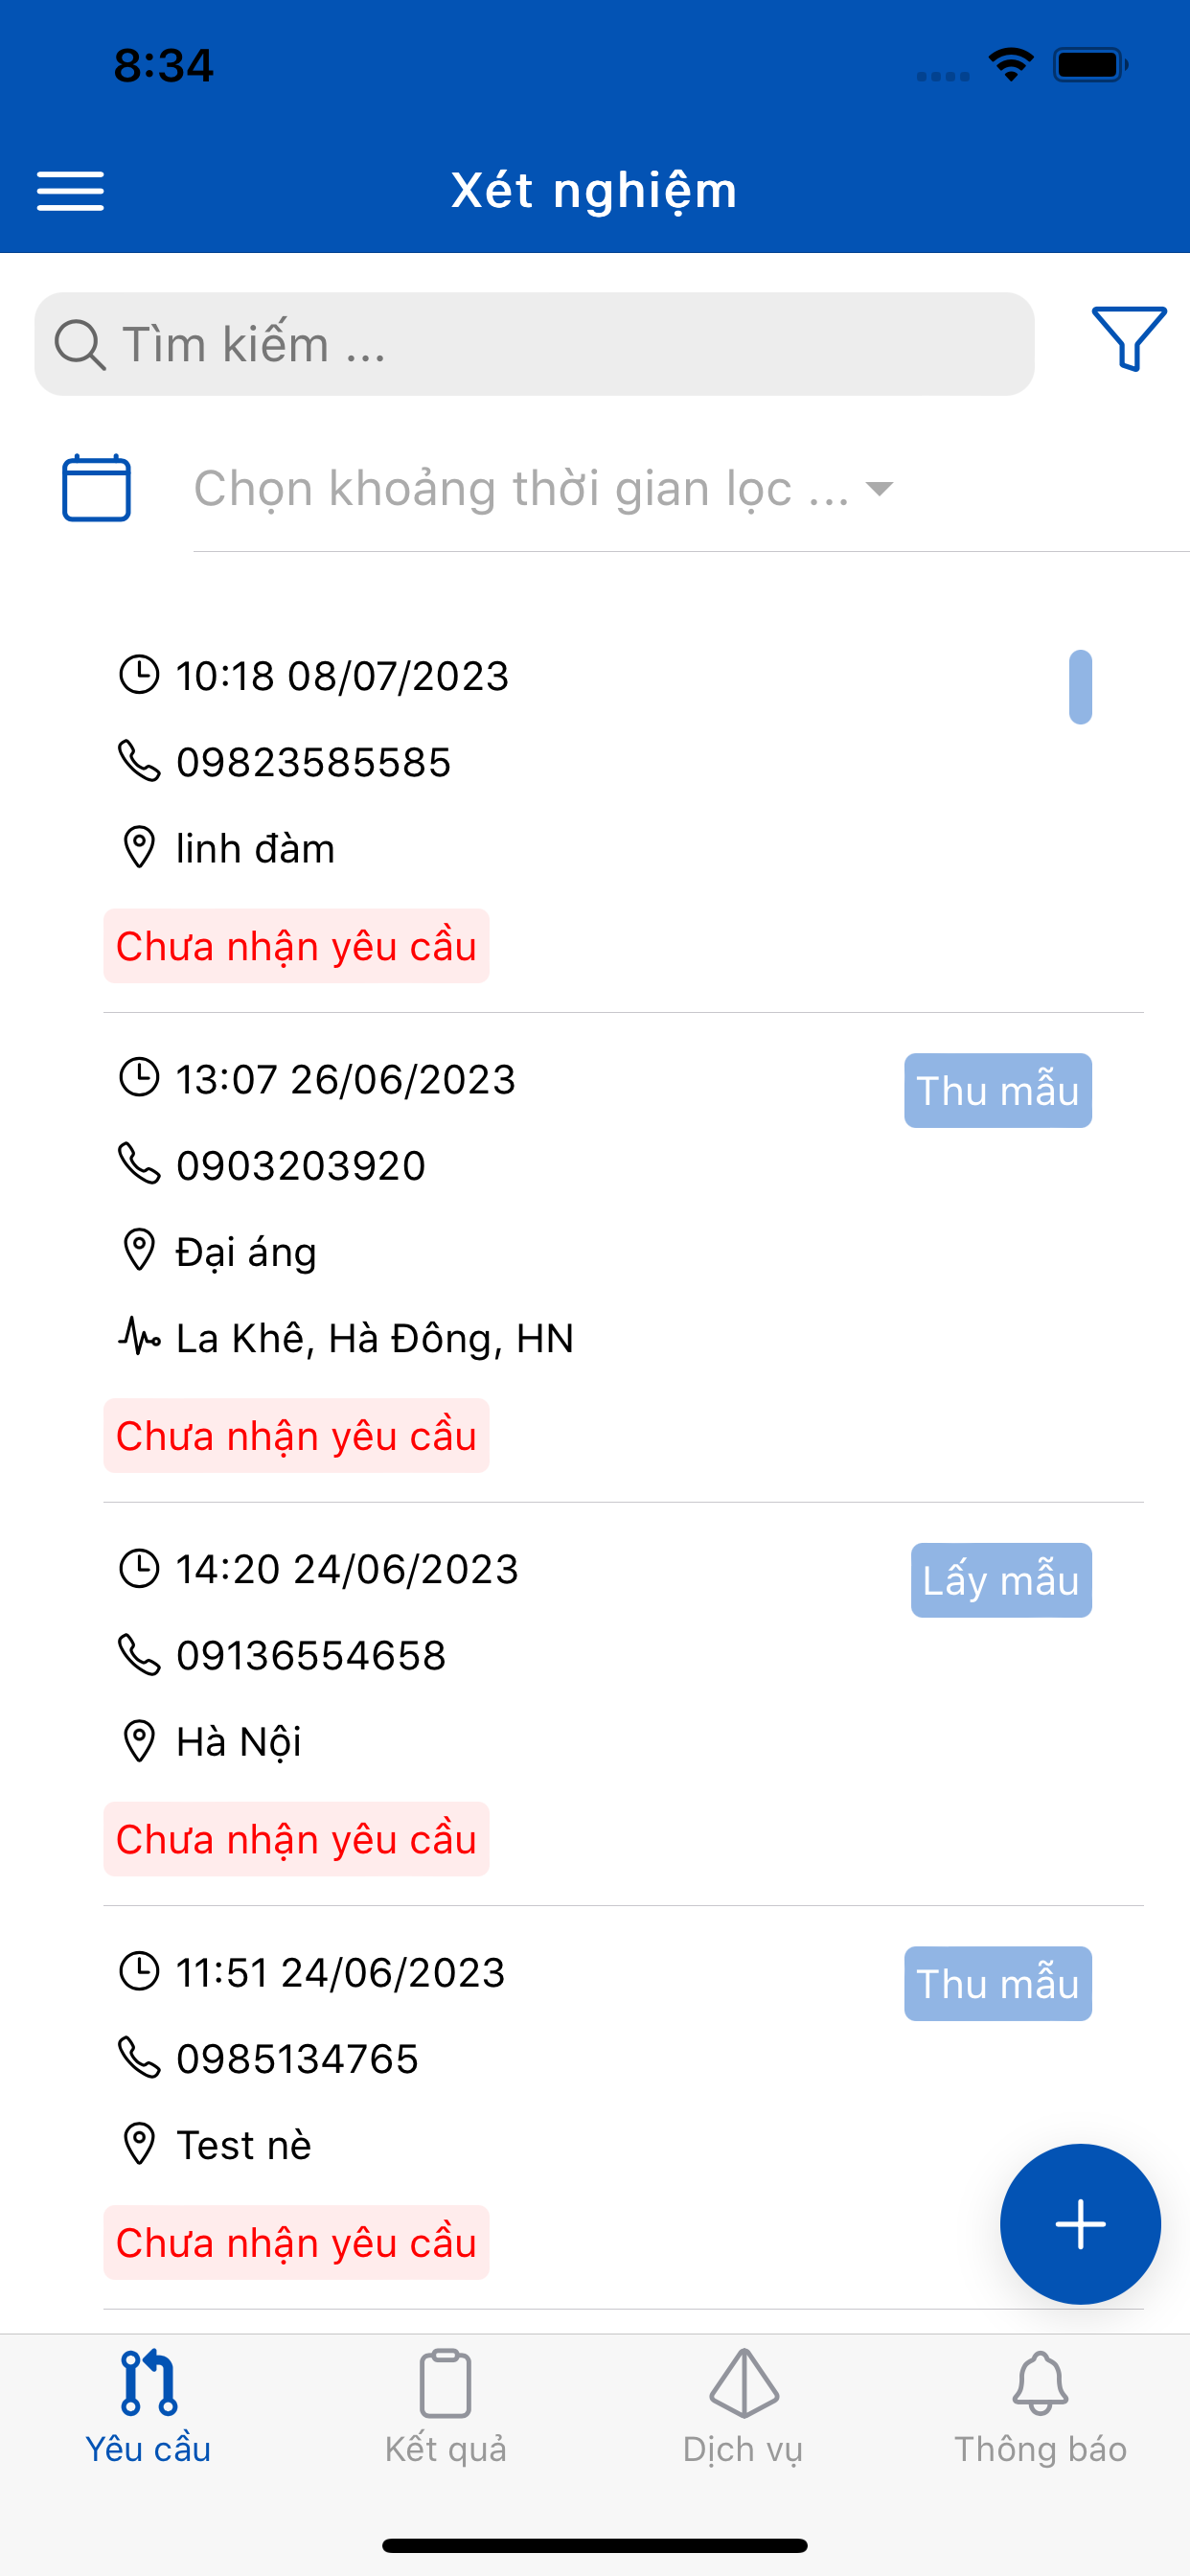 8:34
Xét nghiệm
Tìm kiếm ...
Chọn khoảng thời gian lọc ...
10:18 08/07/2023
09823585585
linh đàm
Chưa nhận yêu cầu
13:07 26/06/2023
Thu mẫu
0903203920
Đại áng
La Khê, Hà Đông, HN
Chưa nhận yêu cầu
14:20 24/06/2023
Lấy mẫu
09136554658
Hà Nội
Chưa nhận yêu cầu
11:51 24/06/2023
Thu mẫu
0985134765
Test nè
Chưa nhận yêu cầu
Yêu cầu
Kết quả
Dịch vụ
Thông báo